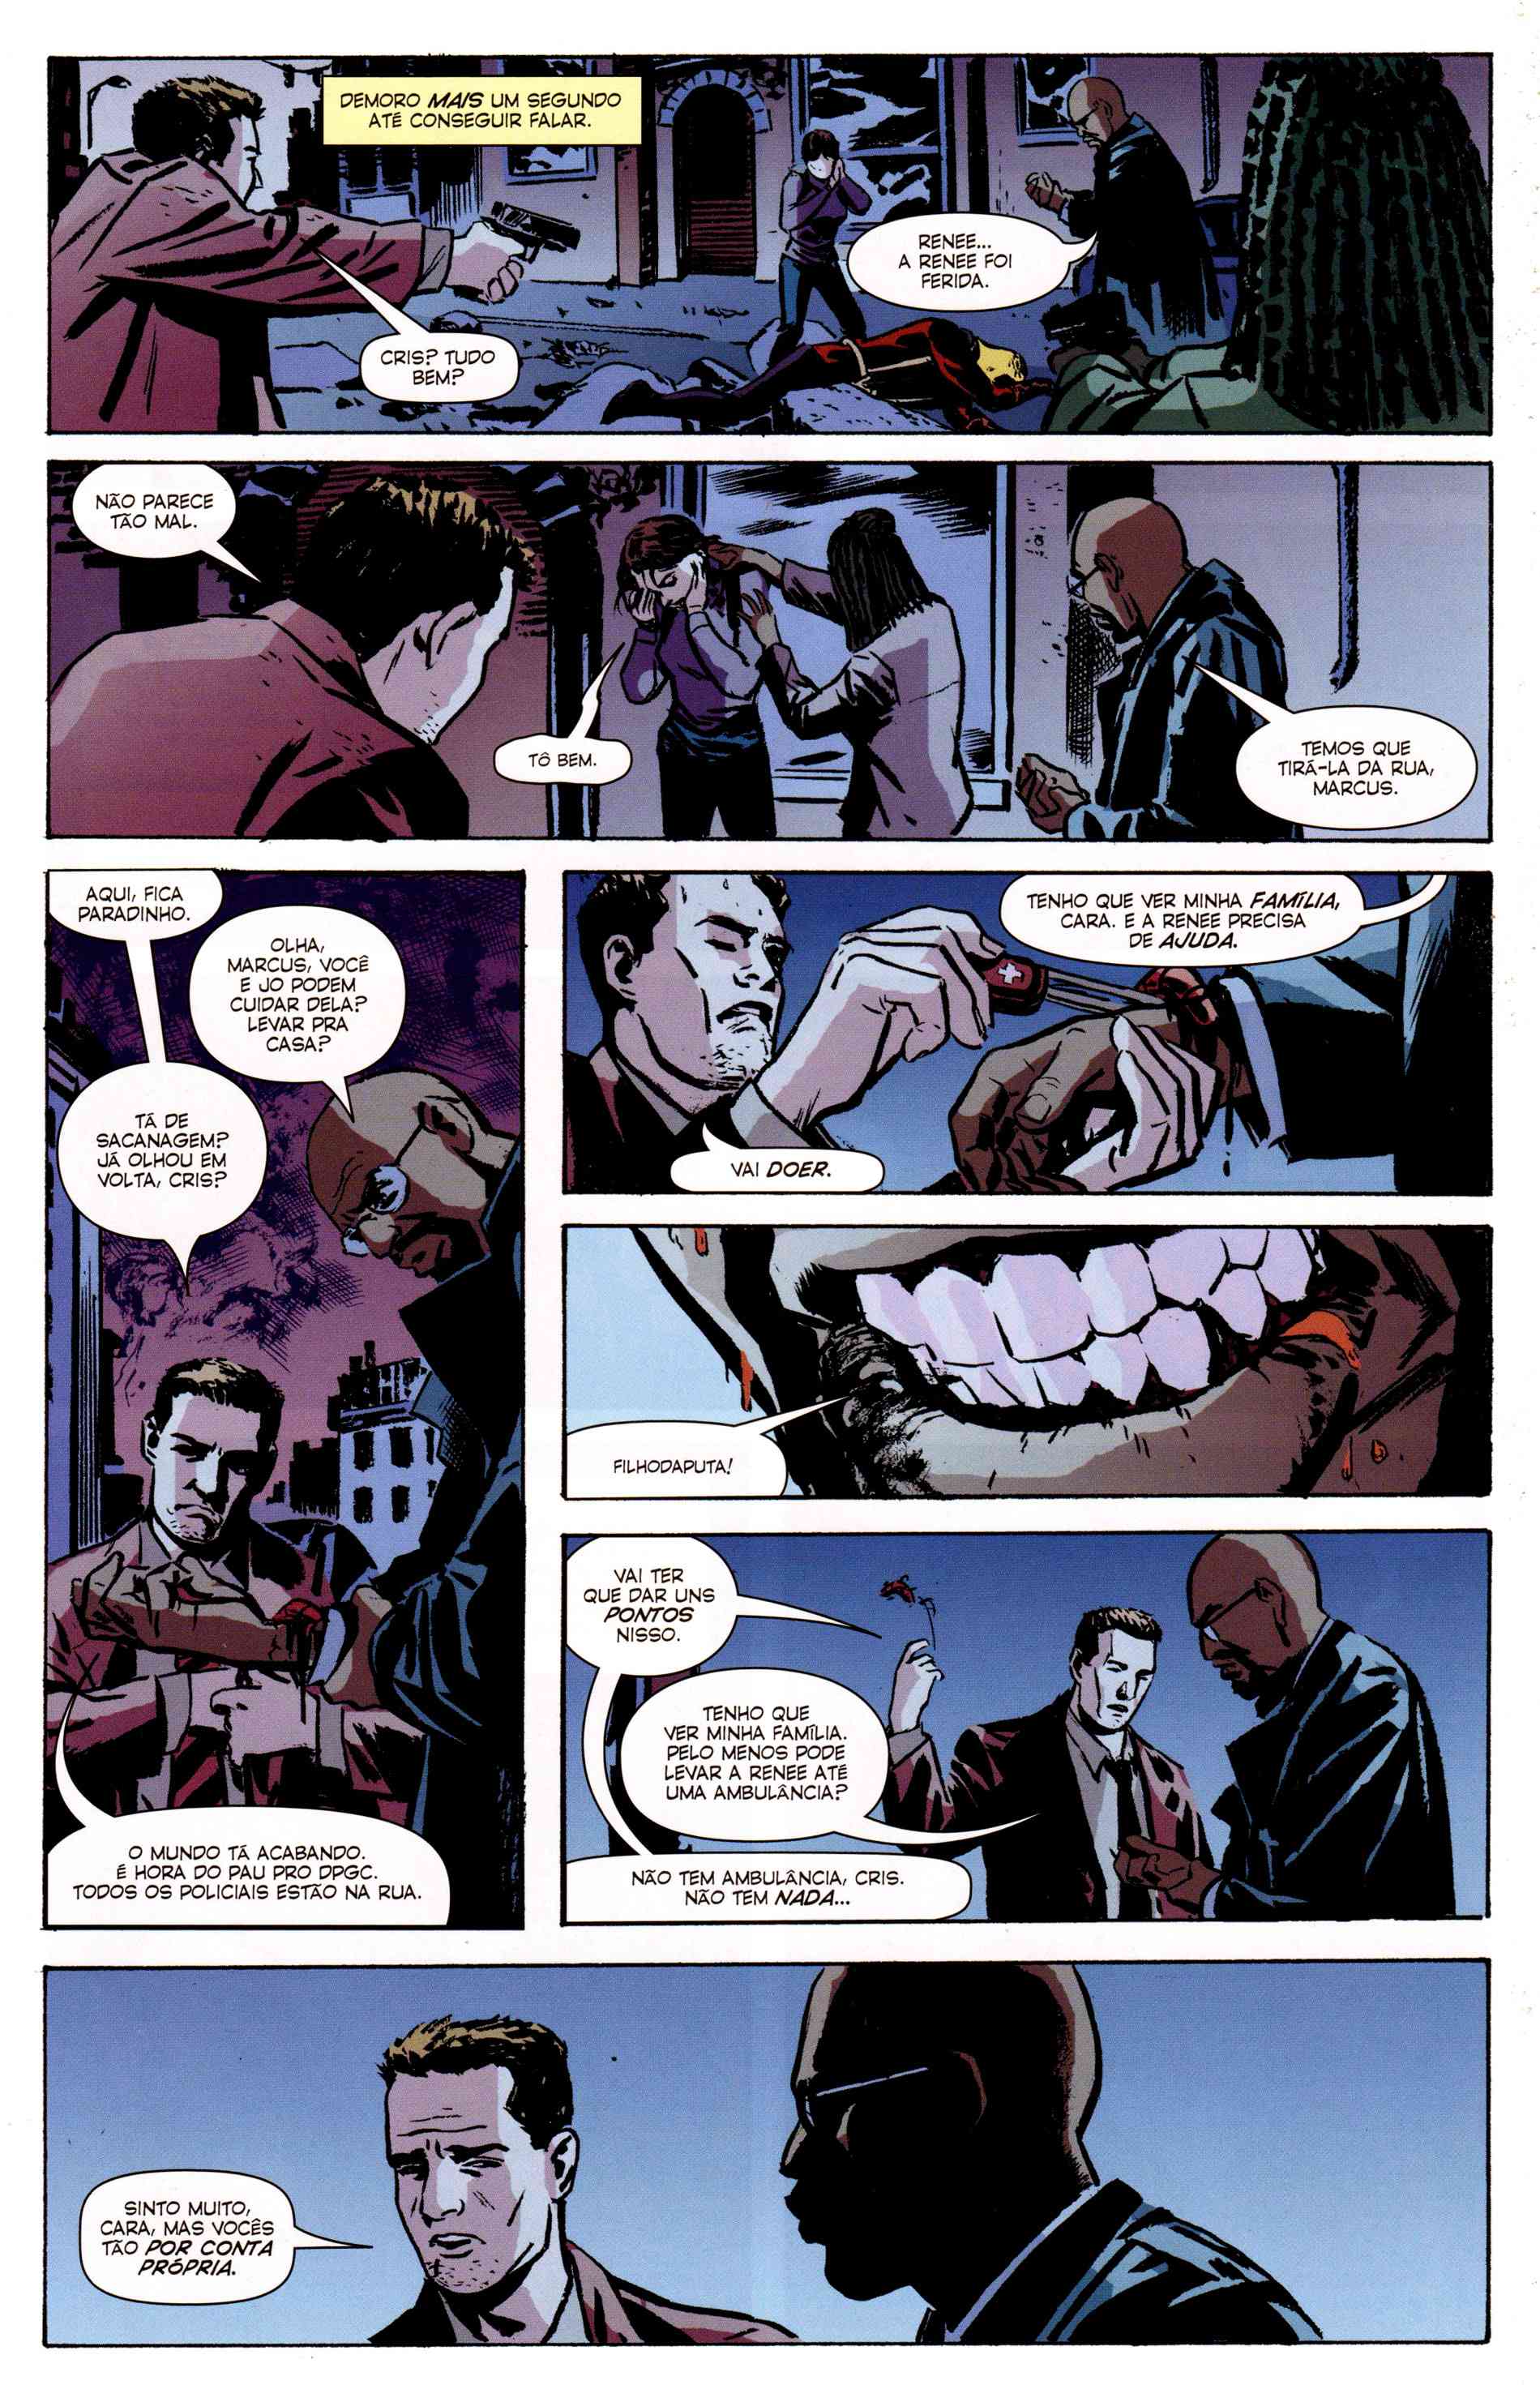 DEMORO MAIS UM SEGUNDO
ATÉ CONSEGUIR FALAR.
CRIS? TUDO
BEM?
RENEE...
A RENEE FOI
FERIDA.
NÃO PARECE
TÃO MAL.
TÔ BEM.
TEMOS QUE
TIRÁ-LA DA RUA,
MARCUS.
AQUI, FICA
PARADINHO.
OLHA,
MARCUS, VOCÊ
E JO PODEM
CUIDAR DELA?
LEVAR PRA
CASA?
TÁ DE
SACANAGEM?
JÁ OLHOU EM
VOLTA, CRIS?
O MUNDO TÁ ACABANDO.
É HORA DO PAU PRO DPGC.
TODOS OS POLICIAIS ESTÃO NA RUA.
TENHO QUE VER MINHA FAMÍLIA,
CARA. E A RENEE PRECISA
DE AJUDA.
VAI DOER.
FILHODAPUTA!
VAI TER
QUE DAR UNS
PONTOS
NISSO.
TENHO QUE
VER MINHA FAMÍLIA.
PELO MENOS PODE
LEVAR A RENEE ATÉ
UMA AMBULÂNCIA?
NÃO TEM AMBULÂNCIA, CRIS.
NÃO TEM NADA...
SINTO MUITO,
CARA, MAS VOCÊS
TÃO POR CONTA
PRÓPRIA.